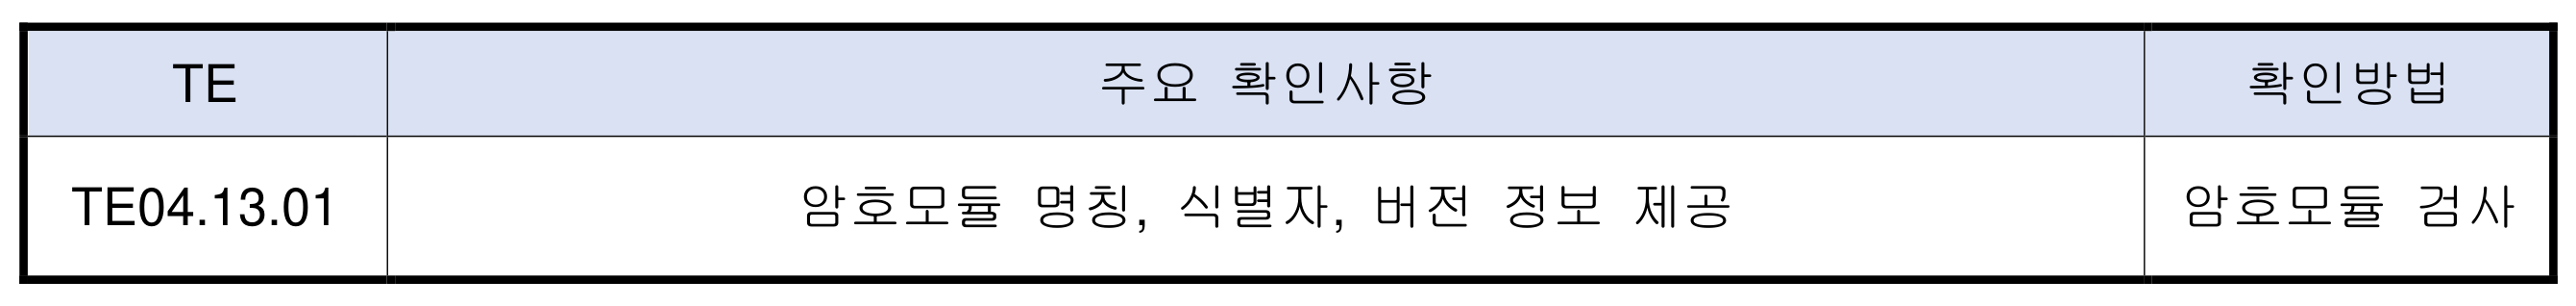 TE 주요 확인사항 확인방법
TE04.13.01 암호모듈 명칭, 식별자, 버전 정보 제공 암호모듈 검사